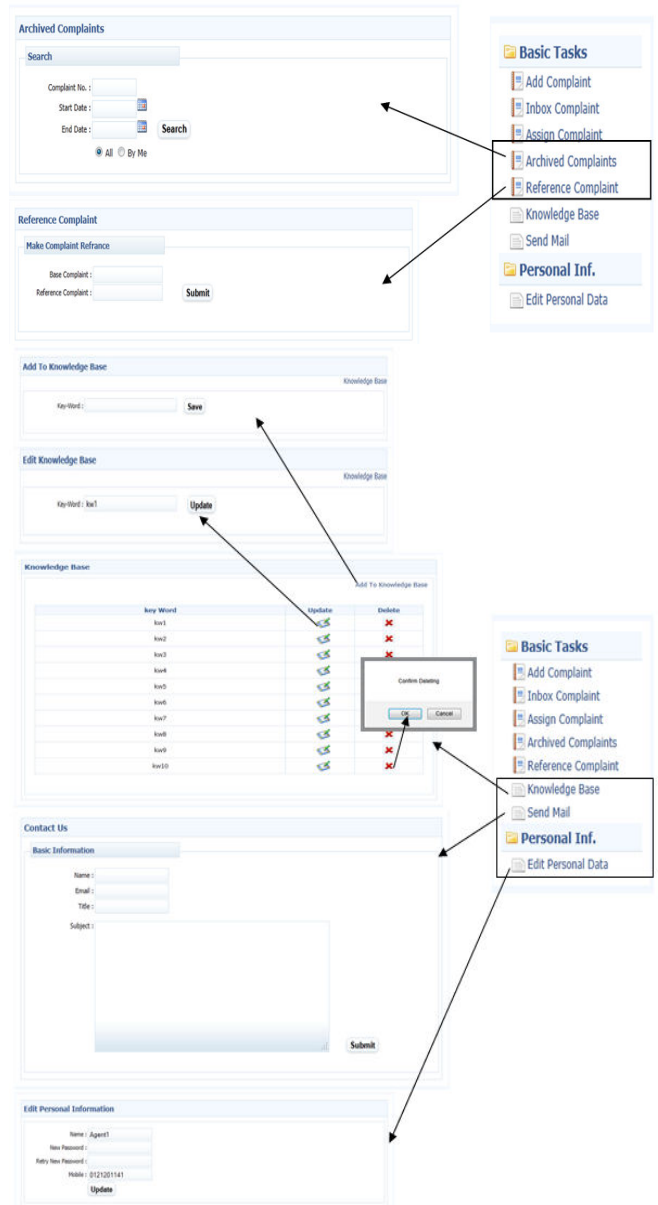 Archived Complaints
Search
Complaint No. :
Start Date :
End Date :
Search
All By Me
Basic Tasks
Add Complaint
Inbox Complaint
Assign Complaint
Archived Complaints
Reference Complaint
Knowledge Base
Send Mail
Personal Inf.
Edit Personal Data
Reference Complaint
Make Complaint Refrance
Base Complaint :
Reference Complaint :
Submit
Add To Knowledge Base
Knowledge Base
Key-Word :
Save
Edit Knowledge Base
Knowledge Base
Key-Word : kw1
Update
Knowledge Base
Add To Knowledge Base
key Word Update Delete
kw1
kw2
kw3
kw4
kw5
kw6
kw7
kw8
kw9
kw10
Confirm Deleting
OK Cancel
Basic Tasks
Add Complaint
Inbox Complaint
Assign Complaint
Archived Complaints
Reference Complaint
Knowledge Base
Send Mail
Personal Inf.
Edit Personal Data
Contact Us
Basic Information
Name :
Email :
Title :
Subject :
Submit
Edit Personal Information
Name : Agent1
New Password :
Retry New Password :
Mobile : 0121201141
Update